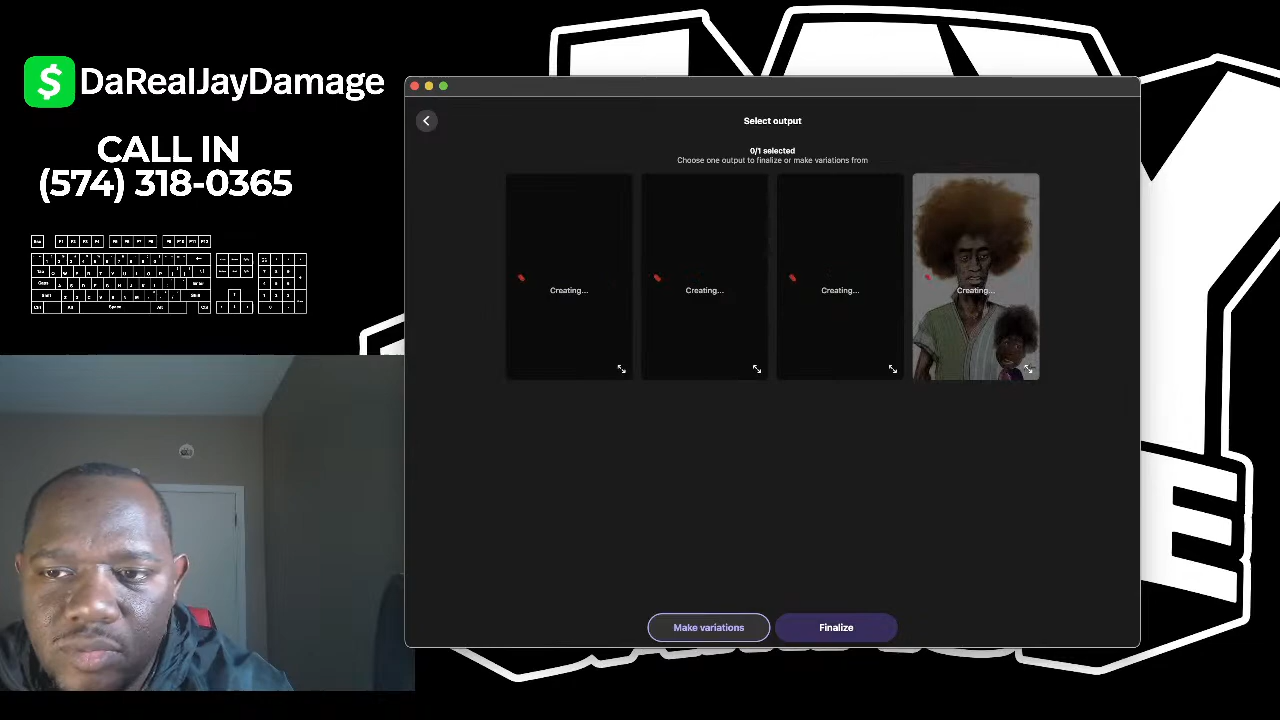 $ DaRealJayDamage
CALL IN
(574) 318-0365
Select output
0/1 selected
Choose one output to finalize or make variations from
Creating...
Creating...
Creating...
Creating...
Make variations
Finalize